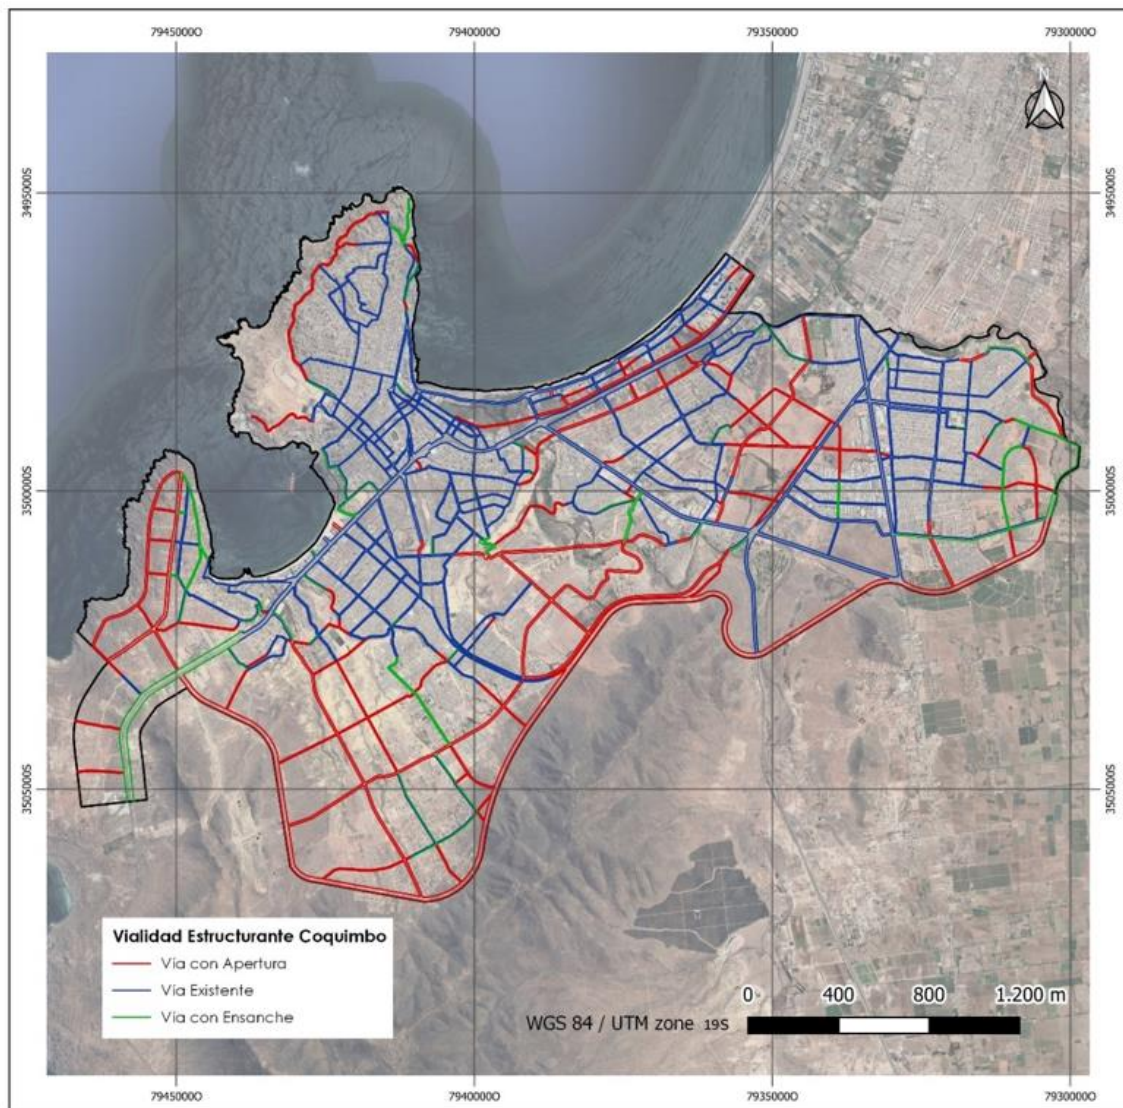 7945000O
7940000O
7935000O
7930000O
N
3495000S
3495000S
3500000S
3500000S
3505000S
3505000S
Vialidad Estructurante Coquimbo
Vía con Apertura
Vía Existente
Vía con Ensanche
0 400 800 1.200 m
WGS 84 / UTM zone 19S
7945000O
7940000O
7935000O
7930000O